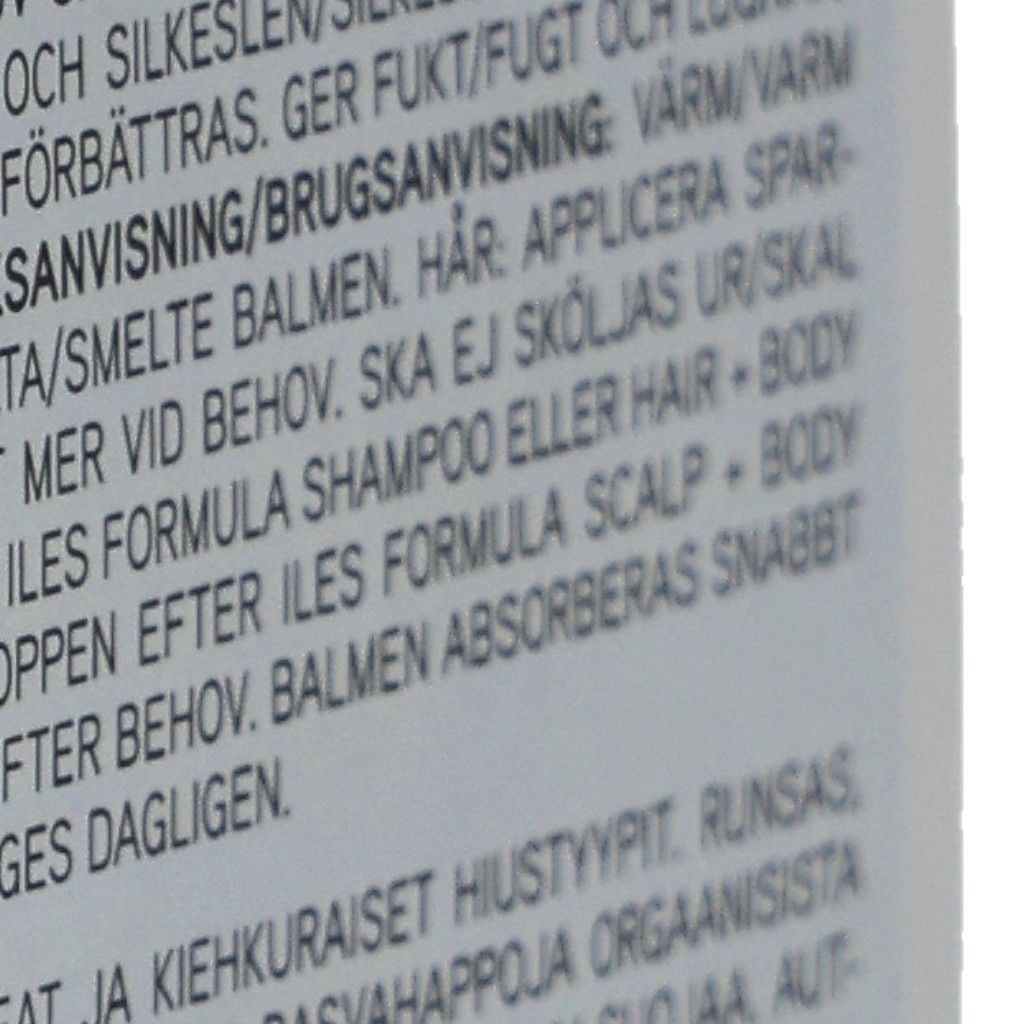 OCH SILKESLEN/
FÖRBÄTTRAS. GER FUKT/FUGT OCH
SANVISNING/BRUGSANVISNING: VÄRM/VARM
TA/SMELTE BALMEN. HÅR: APPLICERA SPAR-
MER VID BEHOV. SKA EJ SKÖLJAS UR/SKAL
ILES FORMULA SHAMPOO ELLER HAIR + BODY
OPPEN EFTER ILES FORMULA SCALP + BODY
FTER BEHOV. BALMEN ABSORBERAS SNABBT
GES DAGLIGEN.
JA KIEHKURAISET HIUSTYYPIT. RUNSAS.
RASVAHAPPOJA ORGAANISISTA
SUOJAA. AUT-